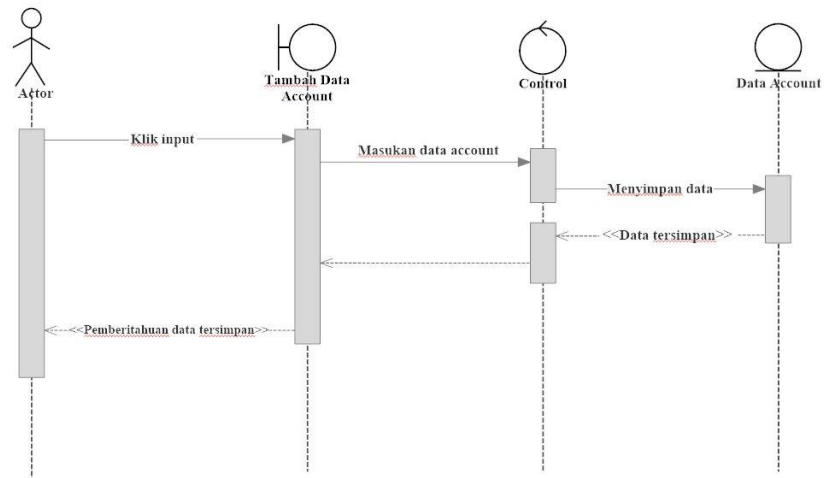 Actor
Tambah Data
Account
Control
Data Account
Klik input
Masukan data account
Menyimpan data
<<Data tersimpan>>
<<Pemberitahuan data tersimpan>>